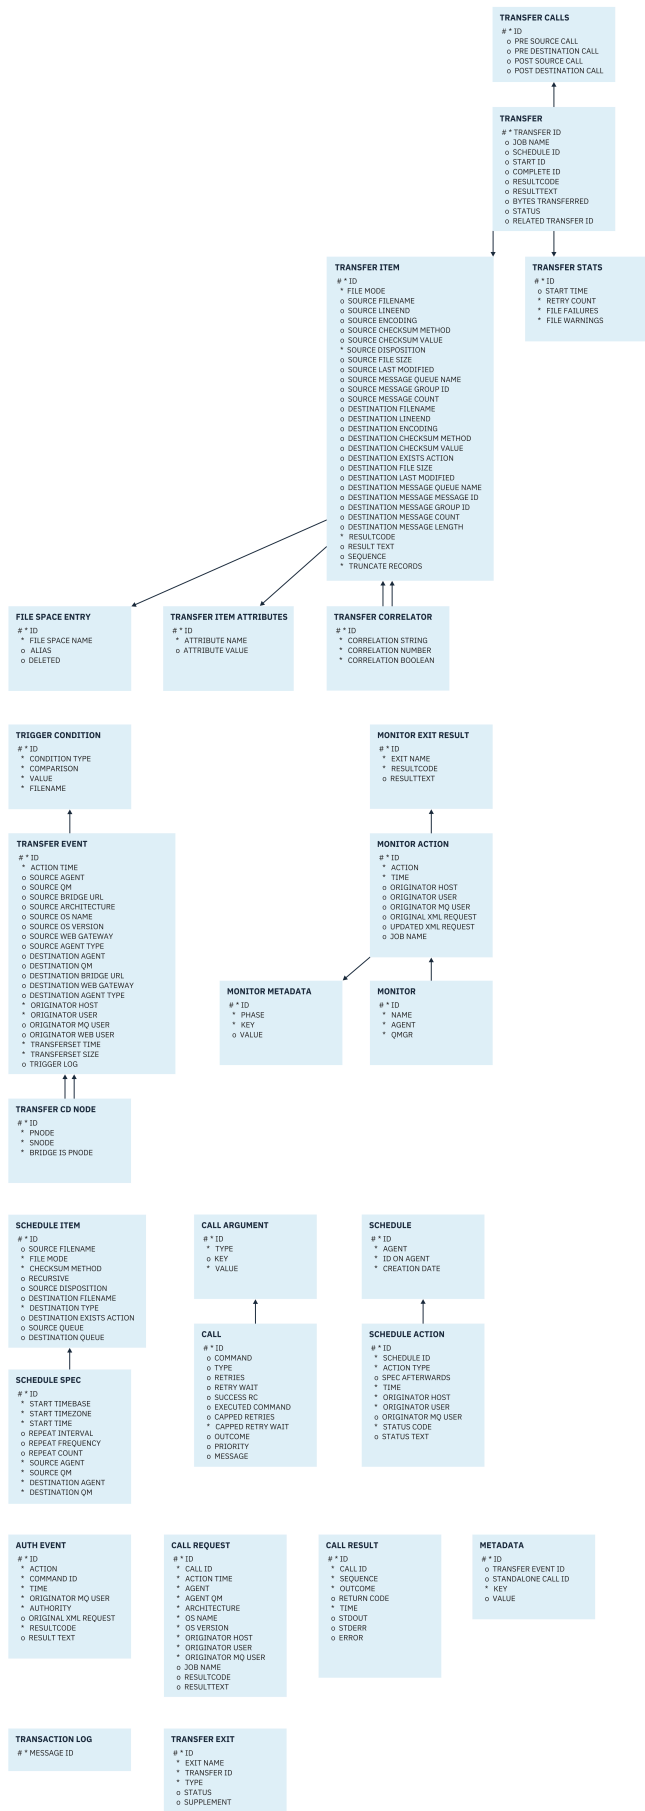 TRANSFER CALLS
# * ID
o PRE SOURCE CALL
o PRE DESTINATION CALL
o POST SOURCE CALL
o POST DESTINATION CALL
TRANSFER
# * TRANSFER ID
o JOB NAME
o SCHEDULE ID
o START ID
o COMPLETE ID
o RESULTCODE
o RESULTTEXT
o BYTES TRANSFERRED
o STATUS
o RELATED TRANSFER ID
TRANSFER ITEM
# * ID
* FILE MODE
o SOURCE FILENAME
o SOURCE LINEEND
o SOURCE ENCODING
o SOURCE CHECKSUM METHOD
o SOURCE CHECKSUM VALUE
* SOURCE DISPOSITION
o SOURCE FILE SIZE
o SOURCE LAST MODIFIED
o SOURCE MESSAGE QUEUE NAME
o SOURCE MESSAGE GROUP ID
o SOURCE MESSAGE COUNT
o DESTINATION FILENAME
o DESTINATION LINEEND
o DESTINATION ENCODING
o DESTINATION CHECKSUM METHOD
o DESTINATION CHECKSUM VALUE
o DESTINATION EXISTS ACTION
o DESTINATION FILE SIZE
o DESTINATION LAST MODIFIED
o DESTINATION MESSAGE QUEUE NAME
o DESTINATION MESSAGE MESSAGE ID
o DESTINATION MESSAGE GROUP ID
o DESTINATION MESSAGE COUNT
o DESTINATION MESSAGE LENGTH
* RESULTCODE
o RESULT TEXT
o SEQUENCE
* TRUNCATE RECORDS
TRANSFER STATS
# * ID
o START TIME
* RETRY COUNT
* FILE FAILURES
* FILE WARNINGS
FILE SPACE ENTRY
# * ID
* FILE SPACE NAME
o ALIAS
o DELETED
TRANSFER ITEM ATTRIBUTES
# * ID
* ATTRIBUTE NAME
o ATTRIBUTE VALUE
TRANSFER CORRELATOR
# * ID
* CORRELATION STRING
* CORRELATION NUMBER
* CORRELATION BOOLEAN
TRIGGER CONDITION
# * ID
* CONDITION TYPE
* COMPARISON
* VALUE
* FILENAME
MONITOR EXIT RESULT
# * ID
* EXIT NAME
* RESULTCODE
o RESULTTEXT
TRANSFER EVENT
# * ID
* ACTION TIME
o SOURCE AGENT
o SOURCE QM
o SOURCE BRIDGE URL
o SOURCE ARCHITECTURE
o SOURCE OS NAME
o SOURCE OS VERSION
o SOURCE WEB GATEWAY
o SOURCE AGENT TYPE
o DESTINATION AGENT
o DESTINATION QM
o DESTINATION BRIDGE URL
o DESTINATION WEB GATEWAY
o DESTINATION AGENT TYPE
* ORIGINATOR HOST
* ORIGINATOR USER
o ORIGINATOR MQ USER
o ORIGINATOR WEB USER
* TRANSFERSET TIME
* TRANSFERSET SIZE
o TRIGGER LOG
MONITOR ACTION
# * ID
* ACTION
* TIME
o ORIGINATOR HOST
o ORIGINATOR USER
o ORIGINATOR MQ USER
o ORIGINAL XML REQUEST
o UPDATED XML REQUEST
o JOB NAME
MONITOR METADATA
# * ID
* PHASE
* KEY
o VALUE
MONITOR
# * ID
* NAME
* AGENT
* QMGR
TRANSFER CD NODE
# * ID
* PNODE
* SNODE
* BRIDGE IS PNODE
SCHEDULE ITEM
# * ID
o SOURCE FILENAME
* FILE MODE
* CHECKSUM METHOD
o RECURSIVE
o SOURCE DISPOSITION
o DESTINATION FILENAME
* DESTINATION TYPE
o DESTINATION EXISTS ACTION
o SOURCE QUEUE
o DESTINATION QUEUE
CALL ARGUMENT
# * ID
* TYPE
o KEY
* VALUE
SCHEDULE
# * ID
* AGENT
* ID ON AGENT
* CREATION DATE
SCHEDULE SPEC
# * ID
* START TIMEBASE
* START TIMEZONE
* START TIME
o REPEAT INTERVAL
o REPEAT FREQUENCY
o REPEAT COUNT
* SOURCE AGENT
* SOURCE QM
* DESTINATION AGENT
* DESTINATION QM
CALL
# * ID
o COMMAND
o TYPE
o RETRIES
o RETRY WAIT
o SUCCESS RC
o EXECUTED COMMAND
o CAPPED RETRIES
* CAPPED RETRY WAIT
o OUTCOME
o PRIORITY
o MESSAGE
SCHEDULE ACTION
# * ID
* SCHEDULE ID
* ACTION TYPE
o SPEC AFTERWARDS
* TIME
* ORIGINATOR HOST
* ORIGINATOR USER
o ORIGINATOR MQ USER
* STATUS CODE
o STATUS TEXT
AUTH EVENT
# * ID
* ACTION
* COMMAND ID
* TIME
* ORIGINATOR MQ USER
* AUTHORITY
o ORIGINAL XML REQUEST
* RESULTCODE
o RESULT TEXT
CALL REQUEST
# * ID
* CALL ID
* ACTION TIME
* AGENT
* AGENT QM
* ARCHITECTURE
* OS NAME
* OS VERSION
* ORIGINATOR HOST
* ORIGINATOR USER
* ORIGINATOR MQ USER
o JOB NAME
o RESULTCODE
o RESULTTEXT
CALL RESULT
# * ID
* CALL ID
* SEQUENCE
* OUTCOME
o RETURN CODE
* TIME
o STDOUT
o STDERR
o ERROR
METADATA
# * ID
o TRANSFER EVENT ID
o STANDALONE CALL ID
* KEY
o VALUE
TRANSACTION LOG
# * MESSAGE ID
TRANSFER EXIT
# * ID
* EXIT NAME
* TRANSFER ID
* TYPE
o STATUS
o SUPPLEMENT